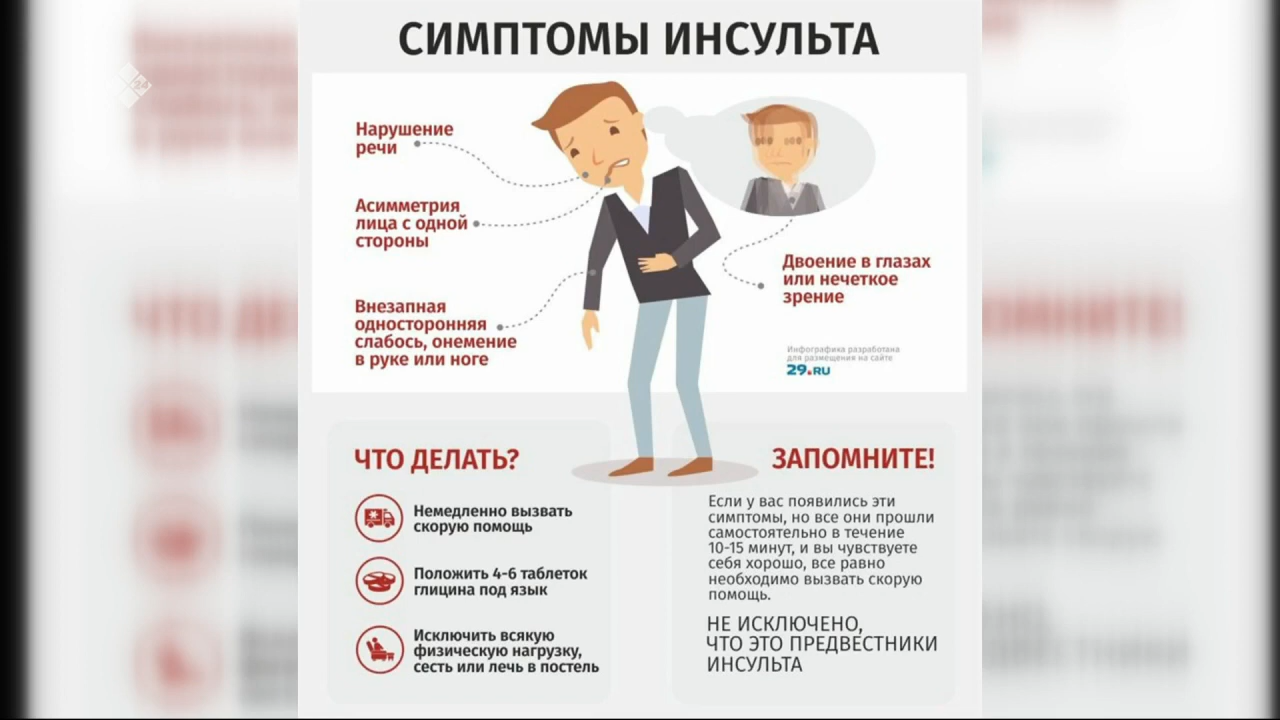 СИМПТОМЫ ИНСУЛЬТА
24
Нарушение
речи
Асимметрия
лица с одной
стороны
Внезапная
односторонняя
слабось, онемение
в руке или ноге
Двоение в глазах
или нечеткое
зрение
Инфографика разработана
для размещения на сайте
29.RU
ЧТО ДЕЛАТЬ?
Немедленно вызвать
скорую помощь
Положить 4-6 таблеток
глицина под язык
Исключить всякую
физическую нагрузку,
сесть или лечь в постель
ЗАПОМНИТЕ!
Если у вас появились эти
симптомы, но все они прошли
самостоятельно в течение
10-15 минут, и вы чувствуете
себя хорошо, все равно
необходимо вызвать скорую
помощь.
НЕ ИСКЛЮЧЕНО,
ЧТО ЭТО ПРЕДВЕСТНИКИ
ИНСУЛЬТА